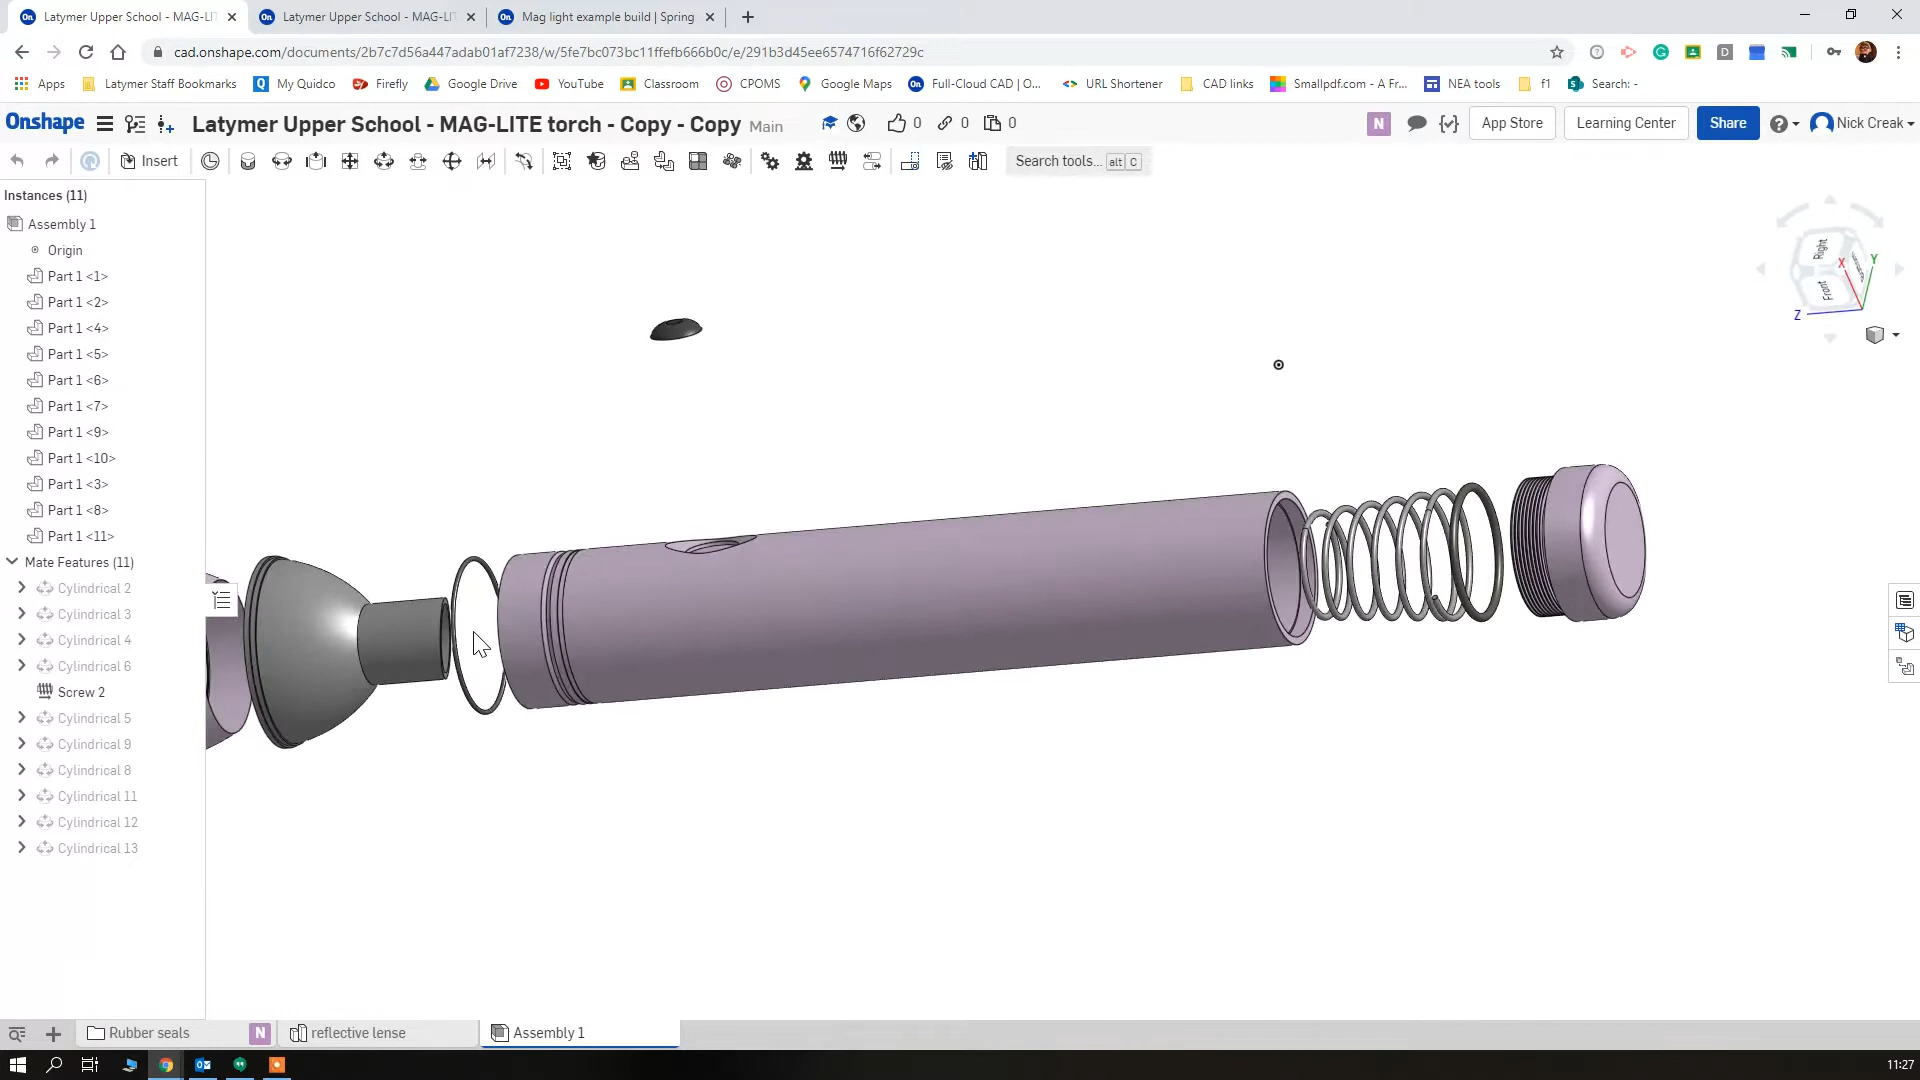 Latymer Upper School - MAG-LIT
Latymer Upper School - MAG-LIT
Mag light example build | Spring
cad.onshape.com/documents/2b7c7d56a447adab01af7238/w/5fe7bc073bc11ffefb666b0c/e/291b3d45ee6574716f62729c
Apps
Latymer Staff Bookmarks
My Quidco
Firefly
Google Drive
YouTube
Classroom
CPOMS
Google Maps
Full-Cloud CAD | O...
URL Shortener
CAD links
Smallpdf.com - A Fr...
NEA tools
f1
Search: -
Onshape
Latymer Upper School - MAG-LITE torch - Copy - Copy
Main
0
0
0
N
App Store
Learning Center
Share
Nick Creak
Insert
Search tools... alt C
Instances (11)
Assembly 1
Origin
Part 1 <1>
Part 1 <2>
Part 1 <4>
Part 1 <5>
Part 1 <6>
Part 1 <7>
Part 1 <9>
Part 1 <10>
Part 1 <3>
Part 1 <8>
Part 1 <11>
Mate Features (11)
Cylindrical 2
Cylindrical 3
Cylindrical 4
Cylindrical 6
Screw 2
Cylindrical 5
Cylindrical 9
Cylindrical 8
Cylindrical 11
Cylindrical 12
Cylindrical 13
Right
Front
X
Y
Z
Rubber seals
N
reflective lense
Assembly 1
11:27